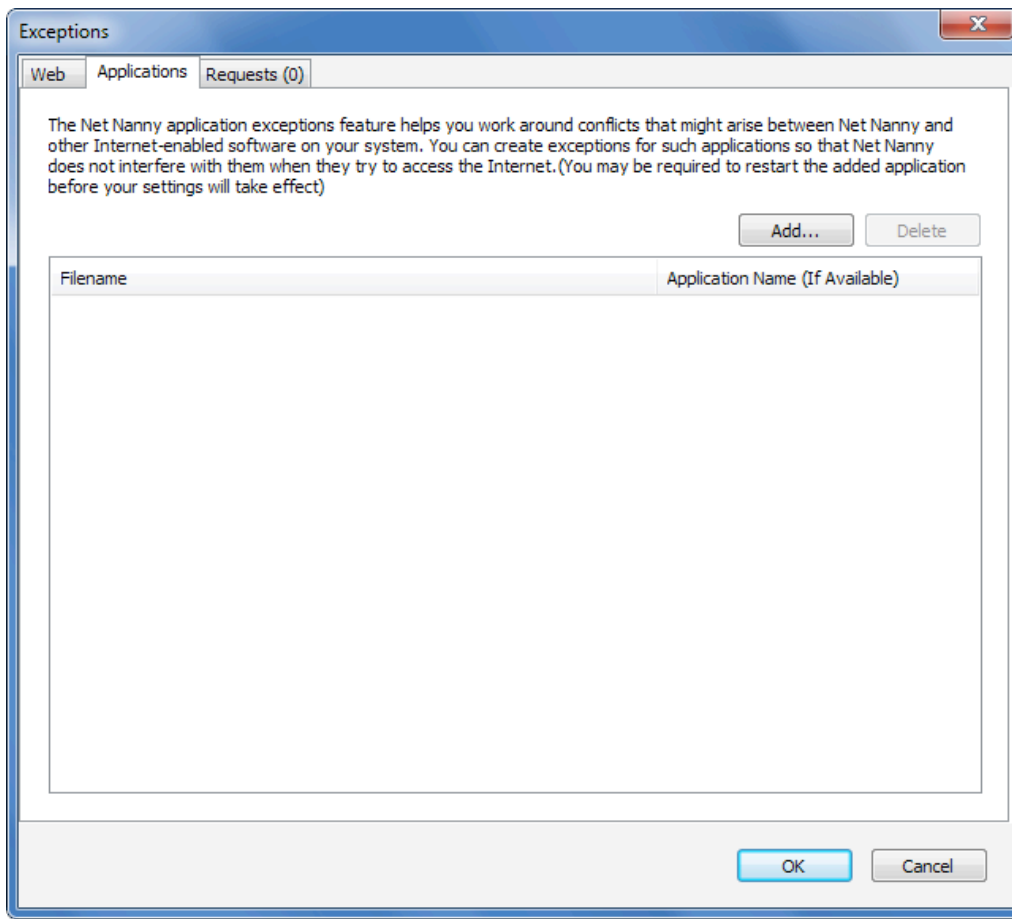 Exceptions
Web Applications Requests (0)
The Net Nanny application exceptions feature helps you work around conflicts that might arise between Net Nanny and
other Internet-enabled software on your system. You can create exceptions for such applications so that Net Nanny
does not interfere with them when they try to access the Internet.(You may be required to restart the added application
before your settings will take effect)
Add... Delete
Filename Application Name (If Available)
OK Cancel